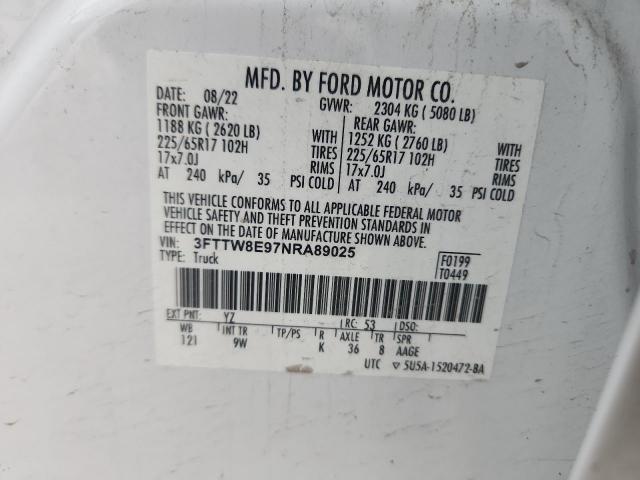 MFD. BY FORD MOTOR CO.
DATE: 08/22 GVWR: 2304 KG ( 5080 LB)
FRONT GAWR: REAR GAWR:
1188 KG ( 2620 LB) WITH 1252 KG ( 2760 LB) WITH
225/65R17 102H TIRES 225/65R17 102H TIRES
17x7.0J RIMS 17x7.0J RIMS
AT 240 kPa/ 35 PSI COLD AT 240 kPa/ 35 PSI COLD
THIS VEHICLE CONFORMS TO ALL APPLICABLE FEDERAL MOTOR
VEHICLE SAFETY AND THEFT PREVENTION STANDARDS IN
EFFECT ON THE DATE OF MANUFACTURE SHOWN ABOVE.
VIN: 3FTTW8E97NRA89025 F0199
TYPE: Truck T0449
EXT PNT: YZ RC: 53 DSO:
WB INT TR TP/PS R AXLE TR SPR
121 9W K 36 8 AAGE
UTC ▽ 5U5A-1520472-BA